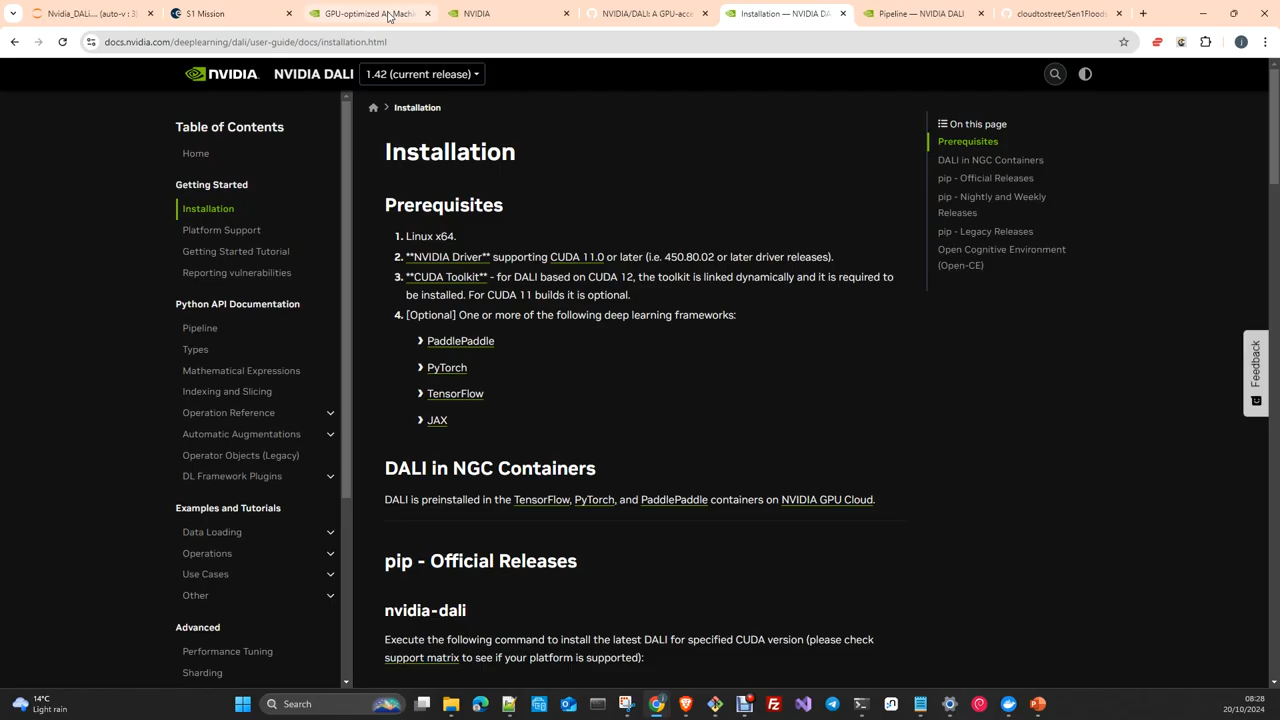 Nvidia_DALI... (auto-v : 3)
S1 Mission
GPU-optimized AI, Machi
NVIDIA
NVIDIA/DALI: A GPU-acce
Installation — NVIDIA DA
Pipeline — NVIDIA DALI
cloudtostreet/Sen1Floods
docs.nvidia.com/deeplearning/dali/user-guide/docs/installation.html
NVIDIA
NVIDIA DALI
1.42 (current release)
Table of Contents
Home
Getting Started
Installation
Platform Support
Getting Started Tutorial
Reporting vulnerabilities
Python API Documentation
Pipeline
Types
Mathematical Expressions
Indexing and Slicing
Operation Reference
Automatic Augmentations
Operator Objects (Legacy)
DL Framework Plugins
Examples and Tutorials
Data Loading
Operations
Use Cases
Other
Advanced
Performance Tuning
Sharding
Installation
Installation
Prerequisites
1. Linux x64.
2. **NVIDIA Driver** supporting CUDA 11.0 or later (i.e. 450.80.02 or later driver releases).
3. **CUDA Toolkit** - for DALI based on CUDA 12, the toolkit is linked dynamically and it is required to
be installed. For CUDA 11 builds it is optional.
4. [Optional] One or more of the following deep learning frameworks:
PaddlePaddle
PyTorch
TensorFlow
JAX
DALI in NGC Containers
DALI is preinstalled in the TensorFlow, PyTorch, and PaddlePaddle containers on NVIDIA GPU Cloud.
pip - Official Releases
nvidia-dali
Execute the following command to install the latest DALI for specified CUDA version (please check
support matrix to see if your platform is supported):
On this page
Prerequisites
DALI in NGC Containers
pip - Official Releases
pip - Nightly and Weekly
Releases
pip - Legacy Releases
Open Cognitive Environment
(Open-CE)
Feedback
14°C
Light rain
Search
08:28
20/10/2024